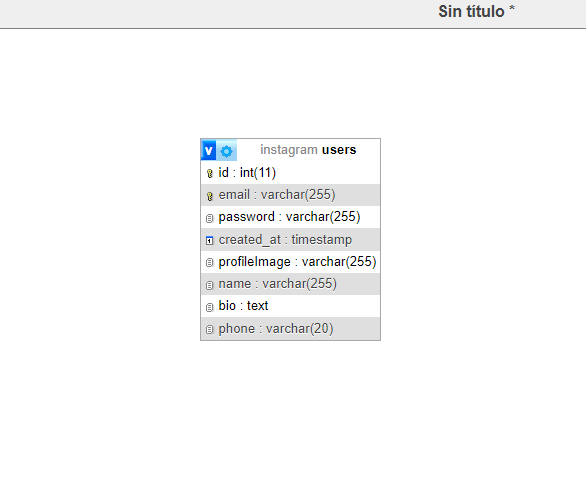 Sin título *
v instagram users
id : int(11)
email : varchar(255)
password : varchar(255)
created_at : timestamp
profileImage : varchar(255)
name : varchar(255)
bio : text
phone : varchar(20)